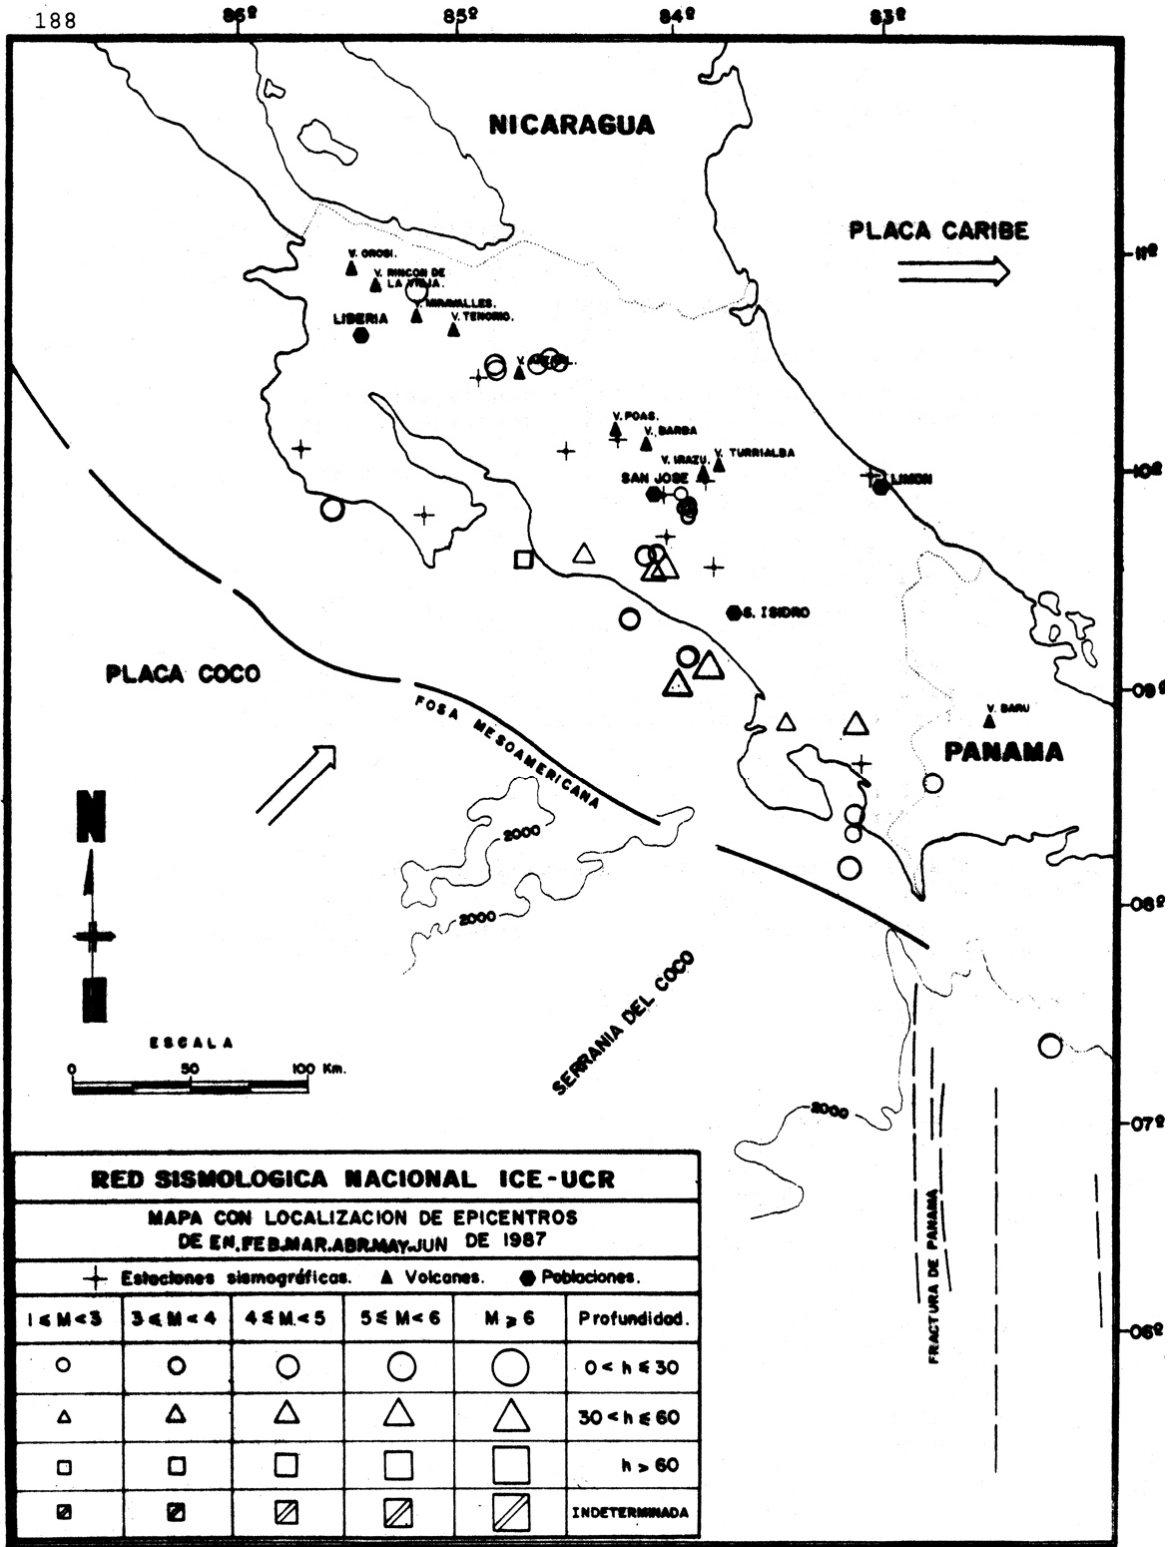 188
86º 85º 84º 83º
NICARAGUA
PLACA CARIBE
11º
V. OROSI.
V. RINCON DE
LA VIEJA.
V. MIRAVALLES.
LIBERIA
V. TENORIO.
V. POAS.
V. BARBA
V. IRAZU.
V. TURRIALBA
10º
SAN JOSE
LIMON
S. ISIDRO
PLACA COCO
09º
FOSA MESOAMERICANA
V. BARU
PANAMA
N
2000
2000
08º
SERRANIA DEL COCO
ESCALA
0 50 100 Km.
2000
07º
FRACTURA DE PANAMA
06º
RED SISMOLOGICA NACIONAL ICE-UCR
MAPA CON LOCALIZACION DE EPICENTROS
DE EN.FEB.MAR.ABR.MAY.JUN DE 1987
Estaciones sismográficas. Volcanes. Poblaciones.
1 ≤ M < 3 3 ≤ M < 4 4 ≤ M < 5 5 ≤ M < 6 M ≥ 6 Profundidad.
0 < h ≤ 30
30 < h ≤ 60
h > 60
INDETERMINADA